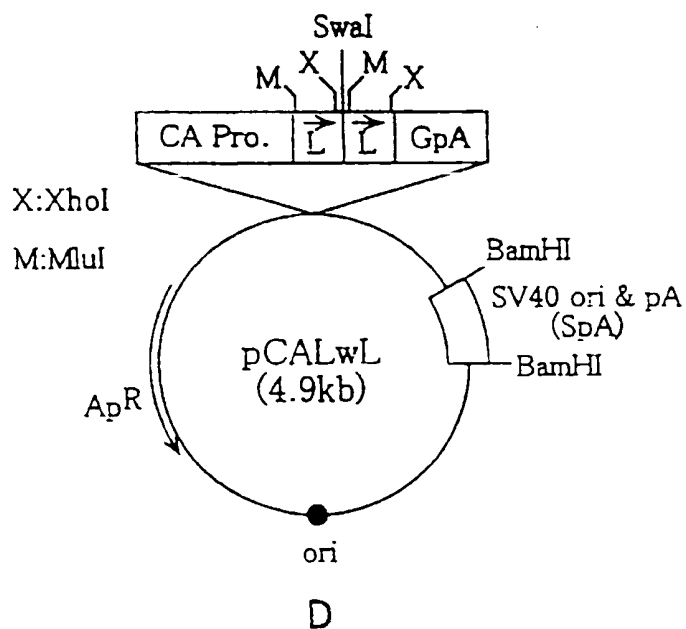 SwaI
M X M X
CA Pro. L L GpA
X:XhoI
M:MluI
BamHI
SV40 ori & pA
(SpA)
BamHI
pCALwL
(4.9kb)
ApR
ori
D